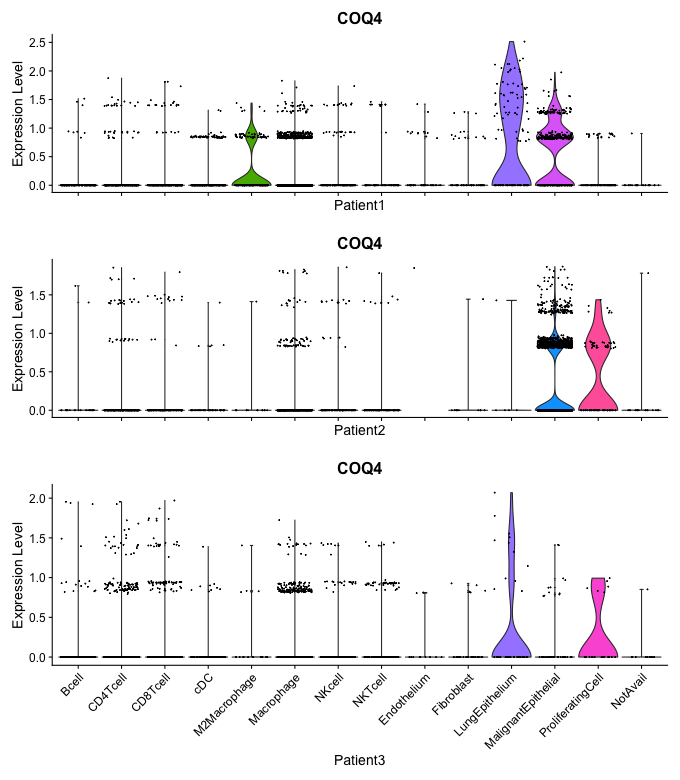 COQ4
Expression Level
2.5
2.0
1.5
1.0
0.5
0.0
Patient1
COQ4
Expression Level
1.5
1.0
0.5
0.0
Patient2
COQ4
Expression Level
2.0
1.5
1.0
0.5
0.0
Bcell
CD4Tcell
CD8Tcell
cDC
M2Macrophage
Macrophage
NKcell
NKTcell
Endothelium
Fibroblast
LungEpithelium
MalignantEpithelial
ProliferatingCell
NotAvail
Patient3